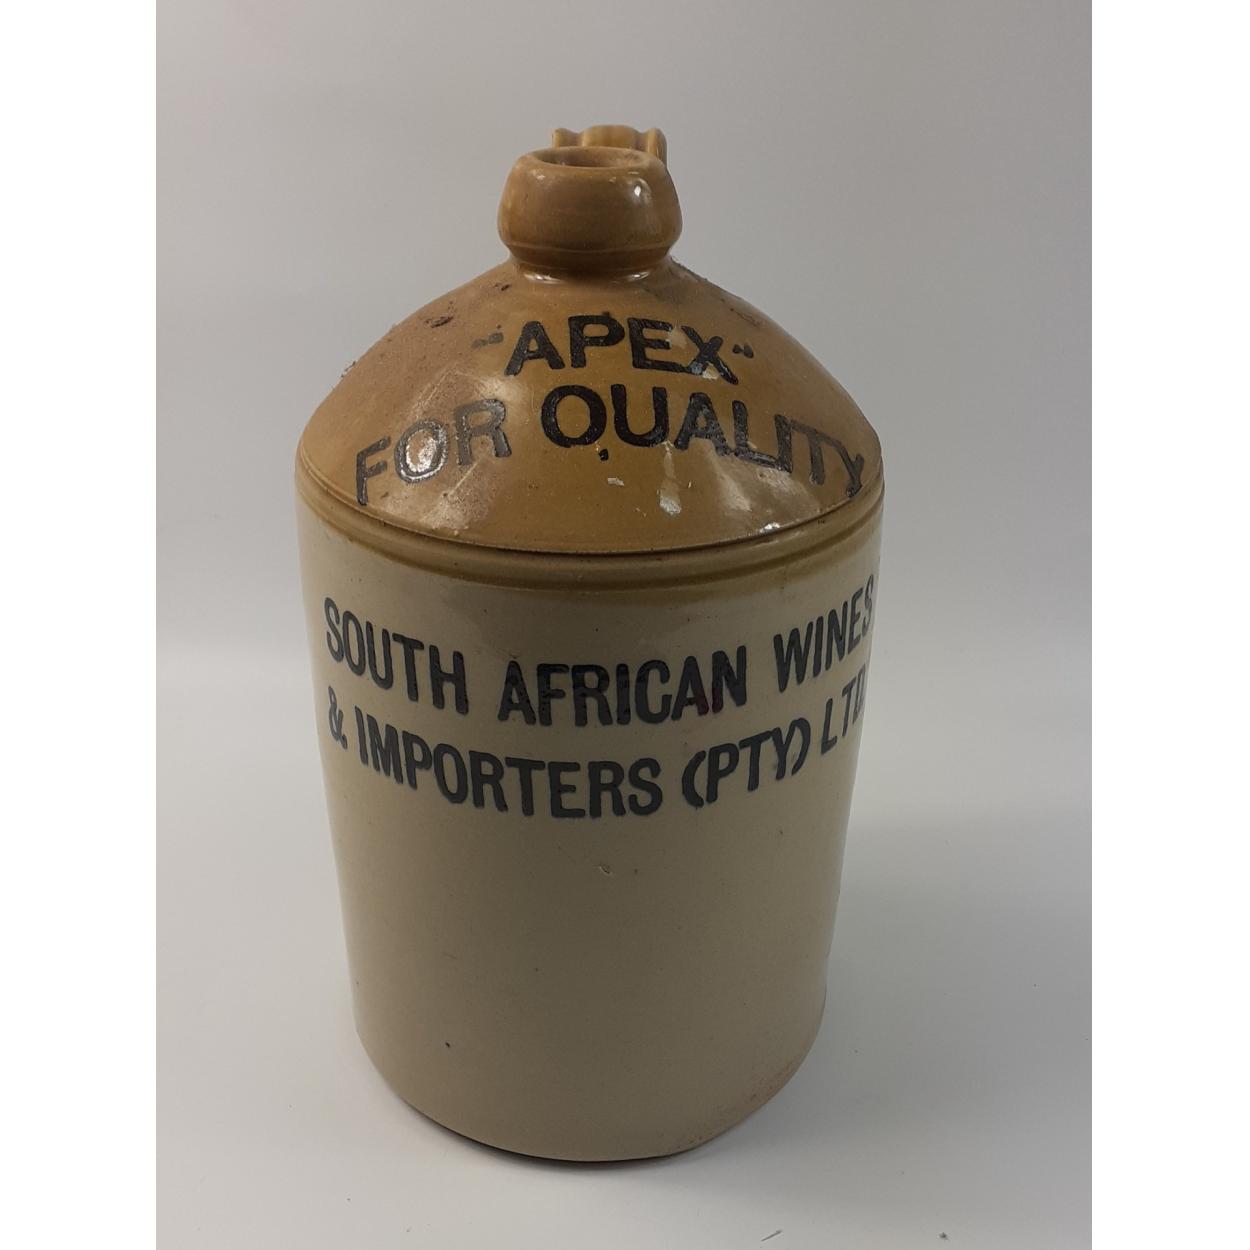 "APEX"
FOR QUALITY
SOUTH AFRICAN WINES
& IMPORTERS (PTY) LTD